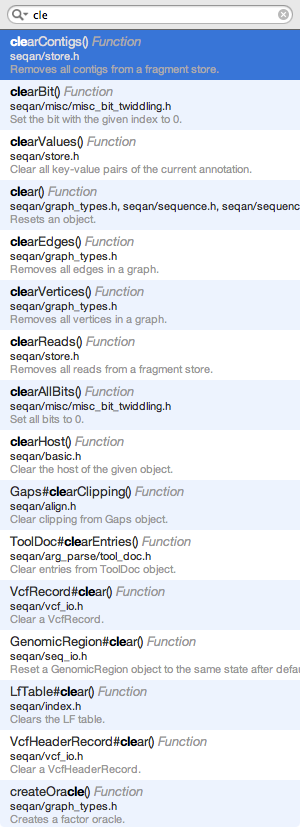 cle
clearContigs() Function
seqan/store.h
Removes all contigs from a fragment store.
clearBit() Function
seqan/misc/misc_bit_twiddling.h
Set the bit with the given index to 0.
clearValues() Function
seqan/store.h
Clear all key-value pairs of the current annotation.
clear() Function
seqan/graph_types.h, seqan/sequence.h, seqan/sequenc
Resets an object.
clearEdges() Function
seqan/graph_types.h
Removes all edges in a graph.
clearVertices() Function
seqan/graph_types.h
Removes all vertices in a graph.
clearReads() Function
seqan/store.h
Removes all reads from a fragment store.
clearAllBits() Function
seqan/misc/misc_bit_twiddling.h
Set all bits to 0.
clearHost() Function
seqan/basic.h
Clear the host of the given object.
Gaps#clearClipping() Function
seqan/align.h
Clear clipping from Gaps object.
ToolDoc#clearEntries() Function
seqan/arg_parse/tool_doc.h
Clear entries from ToolDoc object.
VcfRecord#clear() Function
seqan/vcf_io.h
Clear a VcfRecord.
GenomicRegion#clear() Function
seqan/seq_io.h
Reset a GenomicRegion object to the same state after defau
LfTable#clear() Function
seqan/index.h
Clears the LF table.
VcfHeaderRecord#clear() Function
seqan/vcf_io.h
Clear a VcfHeaderRecord.
createOracle() Function
seqan/graph_types.h
Creates a factor oracle.